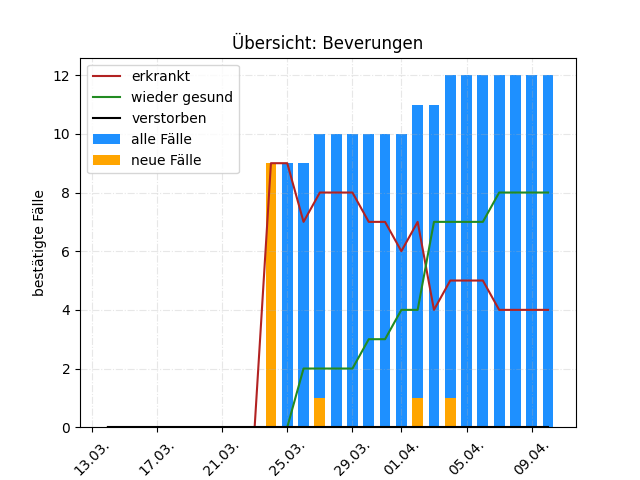 Übersicht: Beverungen
erkrankt
wieder gesund
verstorben
alle Fälle
neue Fälle
bestätigte Fälle
12
10
8
6
4
2
0
13.03.
17.03.
21.03.
25.03.
29.03.
01.04.
05.04.
09.04.